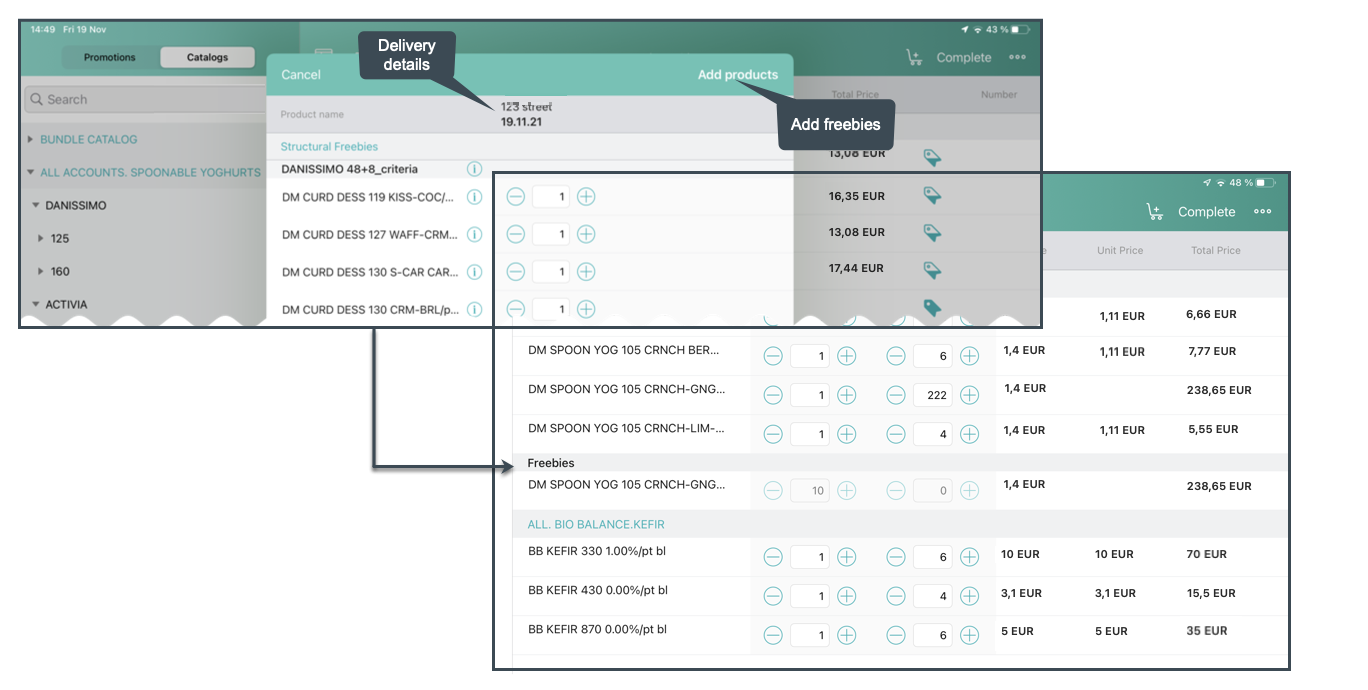 14:49 Fri 19 Nov
43 %
Promotions Catalogs
Delivery
details
Complete
Cancel
Add products
Search
Product name
123 street
19.11.21
Add freebies
Total Price Number
BUNDLE CATALOG
Structural Freebies
13,08 EUR
ALL ACCOUNTS. SPOONABLE YOGHURTS
DANISSIMO 48+8_criteria
DANISSIMO
DM CURD DESS 119 KISS-COC/... 1 16,35 EUR
125
DM CURD DESS 127 WAFF-CRM... 1 13,08 EUR
160
DM CURD DESS 130 S-CAR CAR... 1 17,44 EUR
ACTIVIA
DM CURD DESS 130 CRM-BRL/p... 1
48 %
Complete
e Unit Price Total Price
1,11 EUR 6,66 EUR
DM SPOON YOG 105 CRNCH BER... 1 6 1,4 EUR 1,11 EUR 7,77 EUR
DM SPOON YOG 105 CRNCH-GNG... 1 222 1,4 EUR 238,65 EUR
DM SPOON YOG 105 CRNCH-LIM-... 1 4 1,4 EUR 1,11 EUR 5,55 EUR
Freebies
DM SPOON YOG 105 CRNCH-GNG... 10 0 1,4 EUR 238,65 EUR
ALL. BIO BALANCE.KEFIR
BB KEFIR 330 1.00%/pt bl 1 6 10 EUR 10 EUR 70 EUR
BB KEFIR 430 0.00%/pt bl 1 4 3,1 EUR 3,1 EUR 15,5 EUR
BB KEFIR 870 0.00%/pt bl 1 6 5 EUR 5 EUR 35 EUR